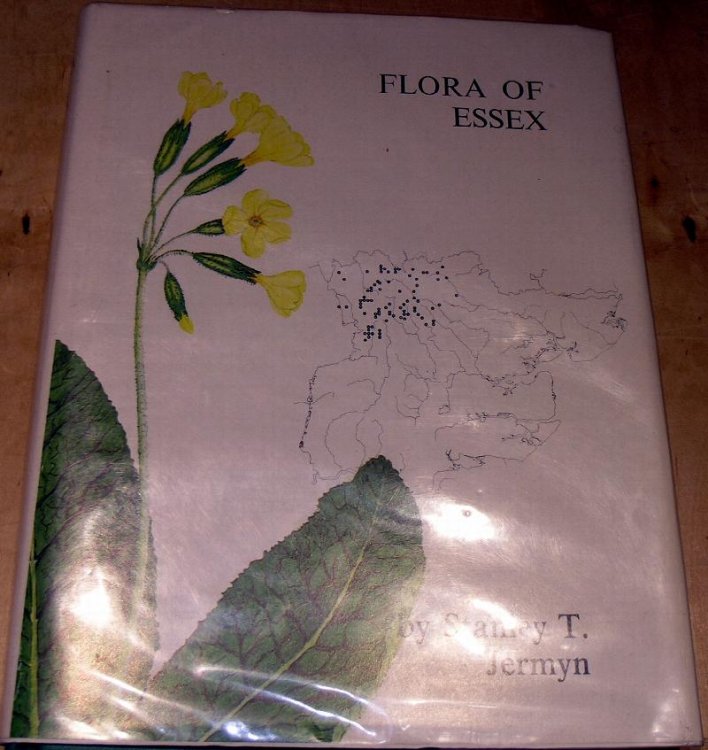 FLORA OF
ESSEX
by Stanley T.
Jermyn